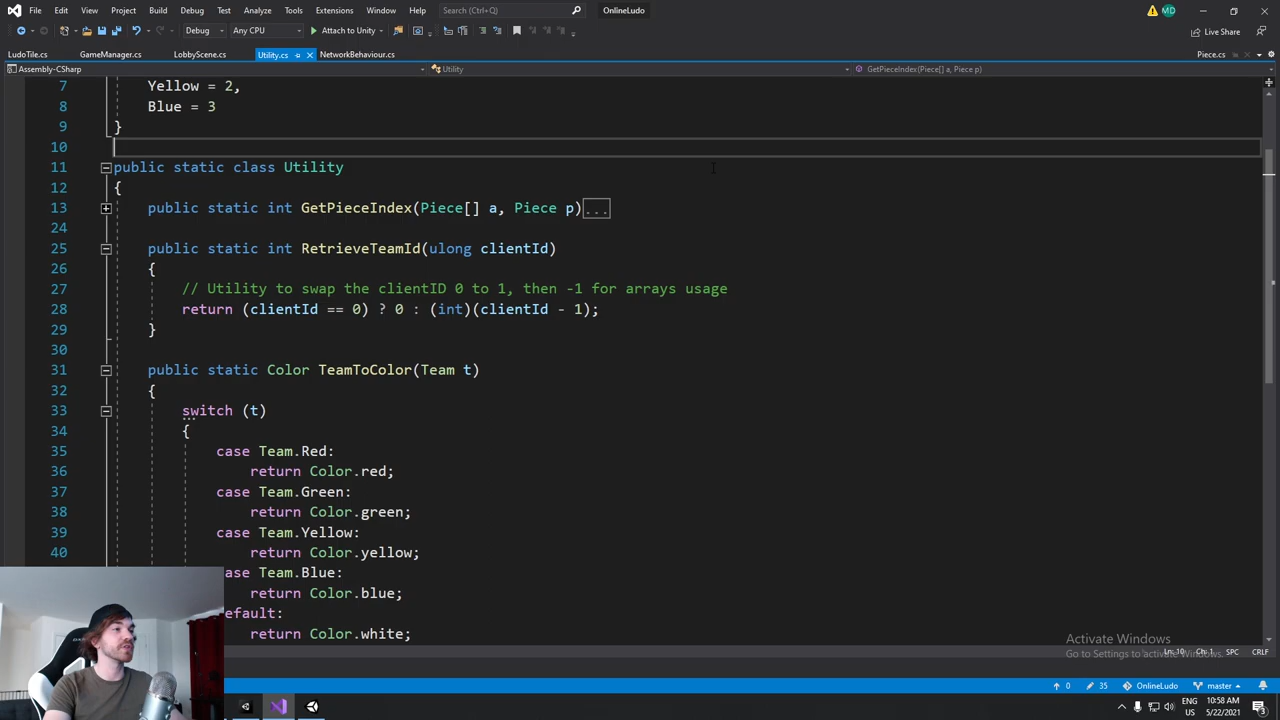 File Edit View Project Build Debug Test Analyze Tools Extensions Window Help Search (Ctrl+Q) OnlineLudo MD
Debug Any CPU Attach to Unity Live Share
LudoTile.cs GameManager.cs LobbyScene.cs Utility.cs NetworkBehaviour.cs Piece.cs
Assembly-CSharp Utility GetPieceIndex(Piece[] a, Piece p)
7 Yellow = 2,
8 Blue = 3
9 }
10
11 public static class Utility
12 {
13 public static int GetPieceIndex(Piece[] a, Piece p)...
24
25 public static int RetrieveTeamId(ulong clientId)
26 {
27 // Utility to swap the clientID 0 to 1, then -1 for arrays usage
28 return (clientId == 0) ? 0 : (int)(clientId - 1);
29 }
30
31 public static Color TeamToColor(Team t)
32 {
33 switch (t)
34 {
35 case Team.Red:
36 return Color.red;
37 case Team.Green:
38 return Color.green;
39 case Team.Yellow:
40 return Color.yellow;
case Team.Blue:
return Color.blue;
efault:
return Color.white;
Activate Windows
Go to Settings to activate Windows.
Ln: 10 Ch: 1 SPC CRLF
0 35 OnlineLudo master
ENG US 10:58 AM 5/22/2021 3